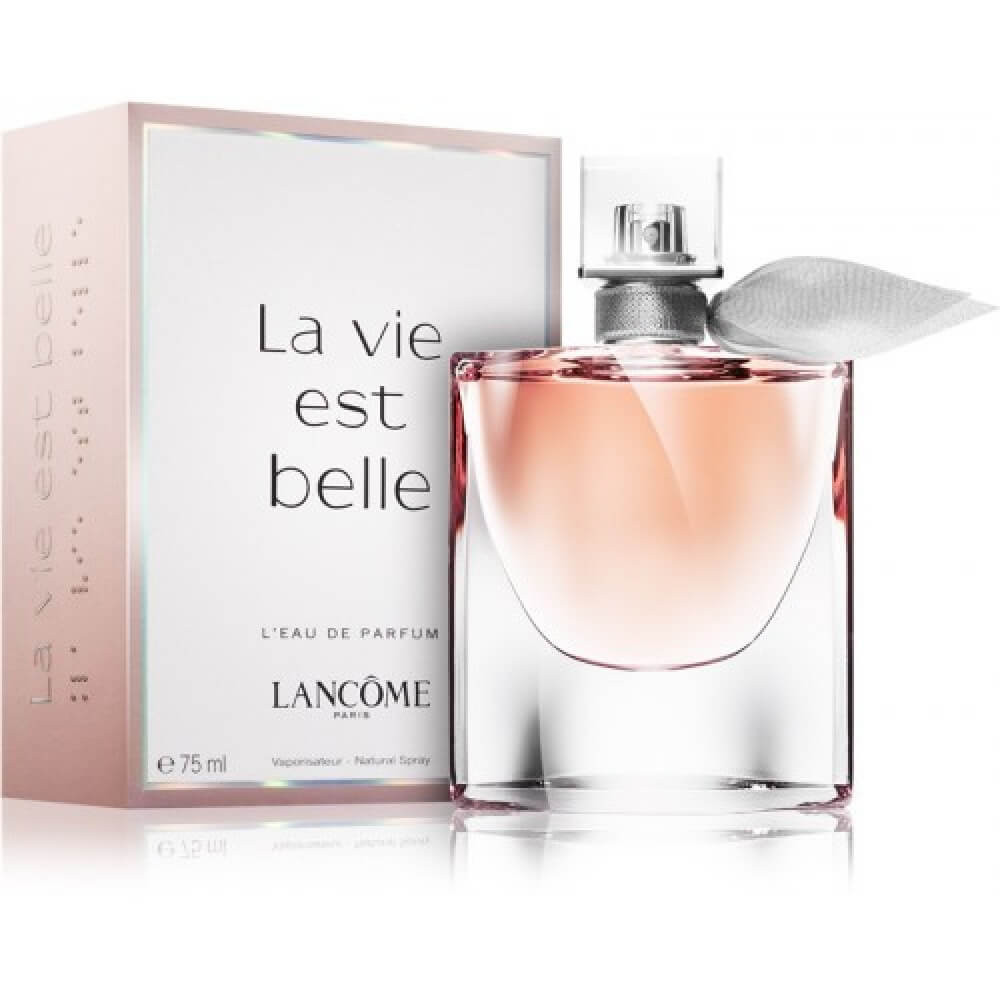 La vie est belle
La vie
est
belle
L'EAU DE PARFUM
LANCÔME
PARIS
e 75 ml
Vaporisateur - Natural Spray